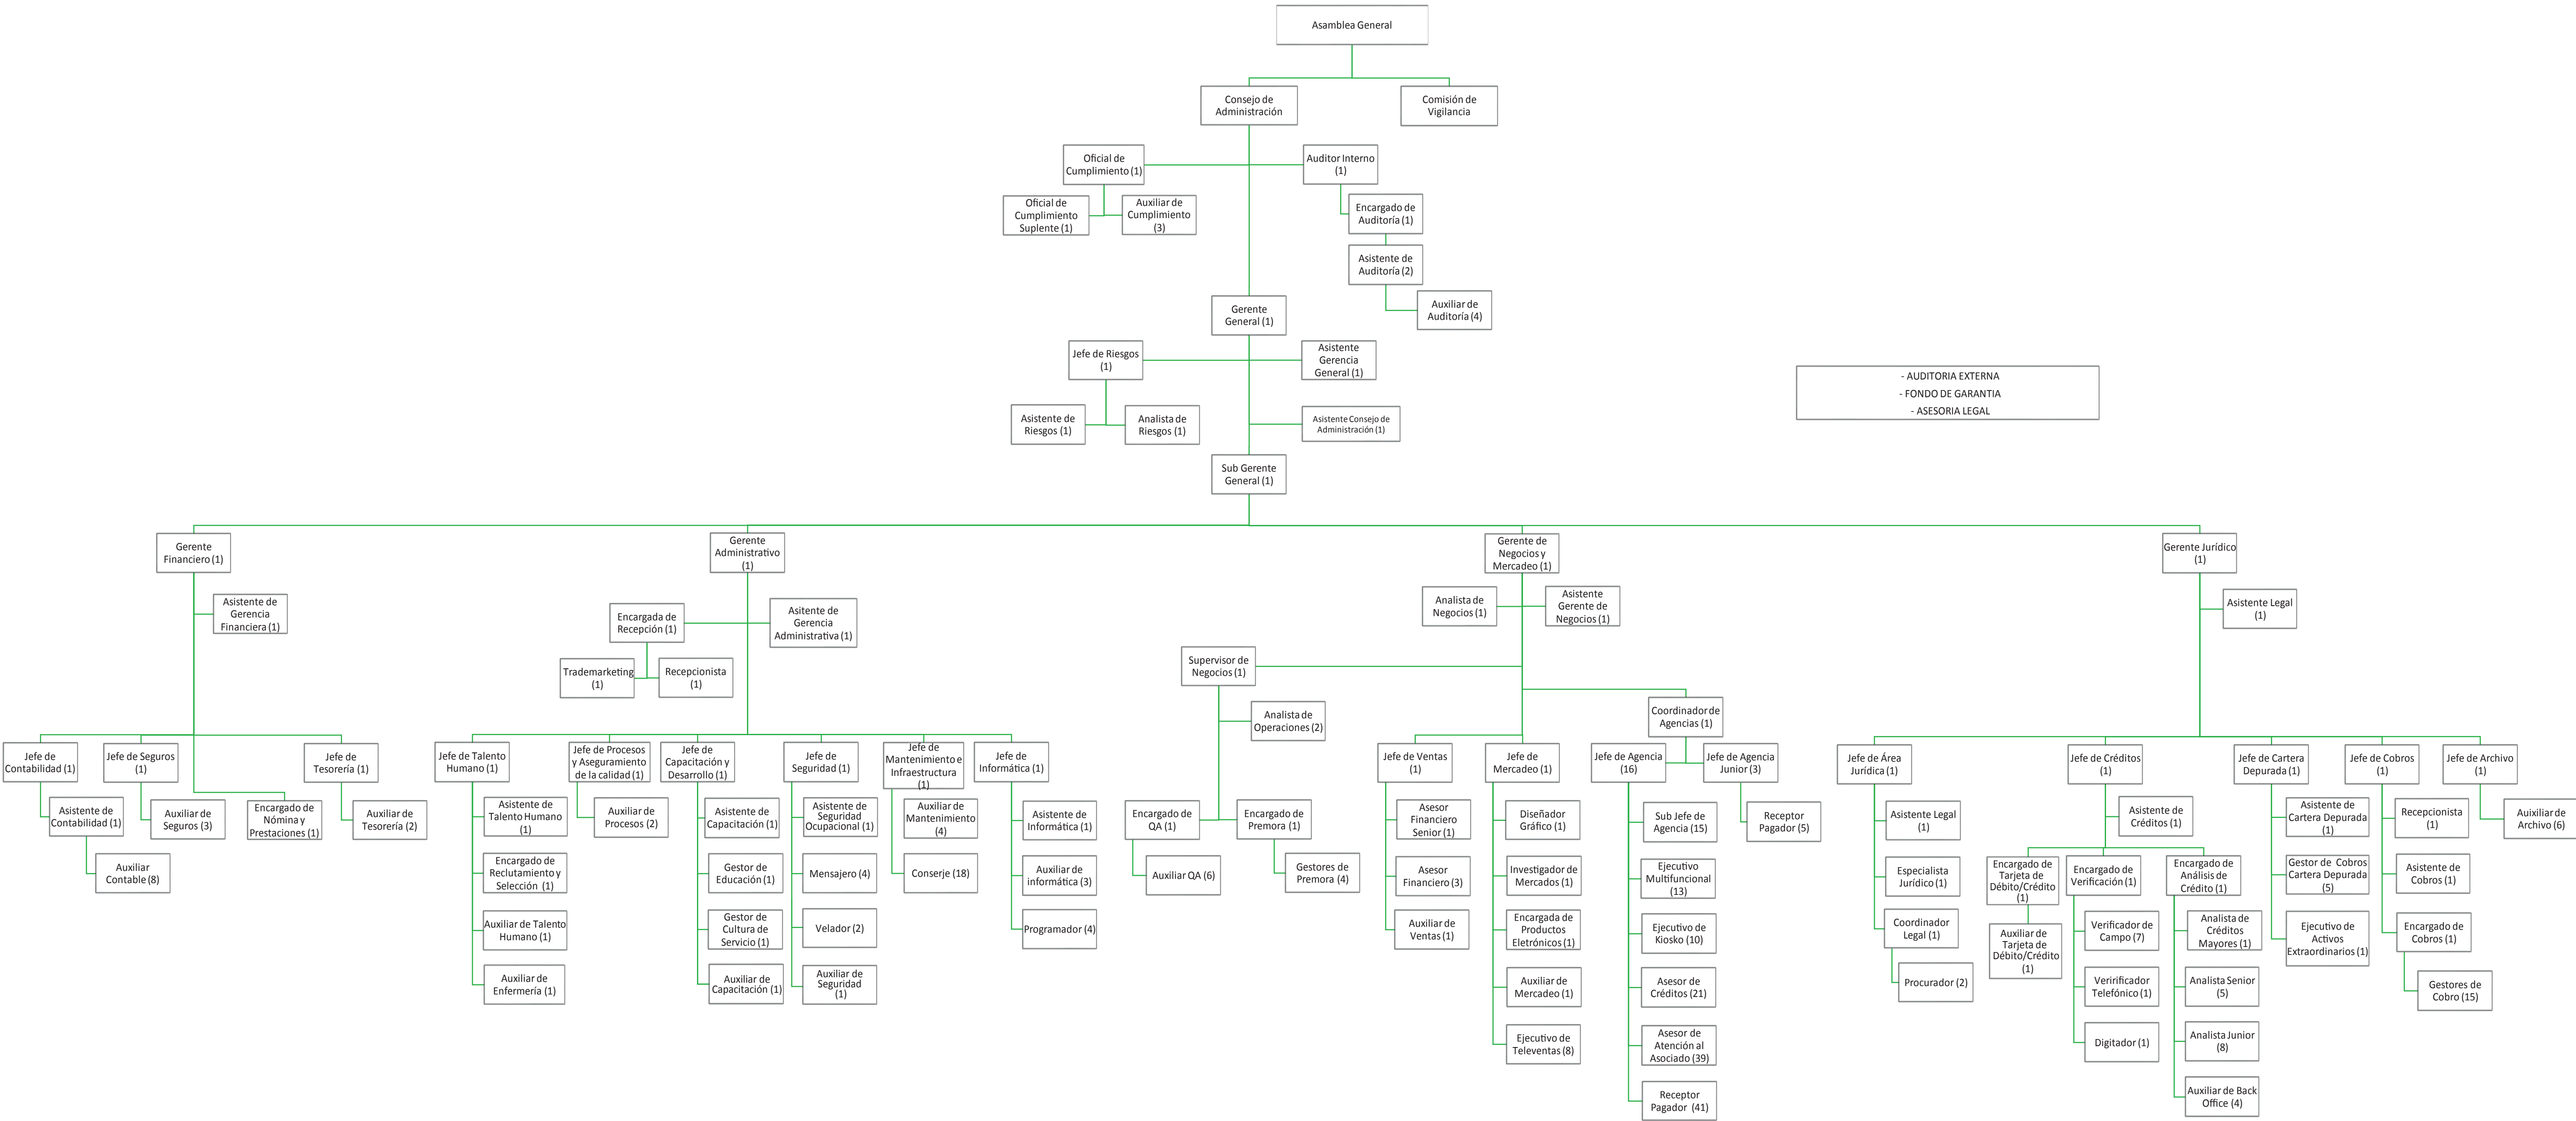 Asamblea General
Consejo de
Administración
Comisión de
Vigilancia
Oficial de
Cumplimiento (1)
Auditor Interno
(1)
Oficial de
Cumplimiento
Suplente (1)
Auxiliar de
Cumplimiento
(3)
Encargado de
Auditoría (1)
Asistente de
Auditoría (2)
Auxiliar de
Auditoría (4)
Gerente
General (1)
Jefe de Riesgos
(1)
Asistente
Gerencia
General (1)
Asistente de
Riesgos (1)
Analista de
Riesgos (1)
Asistente Consejo de
Administración (1)
- AUDITORIA EXTERNA
- FONDO DE GARANTIA
- ASESORIA LEGAL
Sub Gerente
General (1)
Gerente
Financiero (1)
Asistente de
Gerencia
Financiera (1)
Jefe de
Contabilidad (1)
Asistente de
Contabilidad (1)
Auxiliar
Contable (8)
Jefe de Seguros
(1)
Auxiliar de
Seguros (3)
Encargado de
Nómina y
Prestaciones (1)
Jefe de
Tesorería (1)
Auxiliar de
Tesorería (2)
Gerente
Administrativo
(1)
Encargada de
Recepción (1)
Asitente de
Gerencia
Administrativa (1)
Trademarketing
(1)
Recepcionista
(1)
Jefe de Talento
Humano (1)
Asistente de
Talento Humano
(1)
Encargado de
Reclutamiento y
Selección (1)
Auxiliar de Talento
Humano (1)
Auxiliar de
Enfermería (1)
Jefe de Procesos
y Aseguramiento
de la calidad (1)
Auxiliar de
Procesos (2)
Jefe de
Capacitación y
Desarrollo (1)
Asistente de
Capacitación (1)
Gestor de
Educación (1)
Gestor de
Cultura de
Servicio (1)
Auxiliar de
Capacitación (1)
Jefe de
Seguridad (1)
Asistente de
Seguridad
Ocupacional (1)
Mensajero (4)
Velador (2)
Auxiliar de
Seguridad
(1)
Jefe de
Mantenimiento e
Infraestructura
(1)
Auxiliar de
Mantenimiento
(4)
Conserje (18)
Jefe de
Informática (1)
Asistente de
Informática (1)
Auxiliar de
informática (3)
Programador (4)
Gerente de
Negocios y
Mercadeo (1)
Analista de
Negocios (1)
Asistente
Gerente de
Negocios (1)
Supervisor de
Negocios (1)
Analista de
Operaciones (2)
Encargado de
QA (1)
Auxiliar QA (6)
Encargado de
Premora (1)
Gestores de
Premora (4)
Jefe de Ventas
(1)
Asesor
Financiero
Senior (1)
Asesor
Financiero (3)
Auxiliar de
Ventas (1)
Jefe de
Mercadeo (1)
Diseñador
Gráfico (1)
Investigador de
Mercados (1)
Encargada de
Productos
Eletrónicos (1)
Auxiliar de
Mercadeo (1)
Ejecutivo de
Televentas (8)
Coordinador de
Agencias (1)
Jefe de Agencia
(16)
Sub Jefe de
Agencia (15)
Ejecutivo
Multifuncional
(13)
Ejecutivo de
Kiosko (10)
Asesor de
Créditos (21)
Asesor de
Atención al
Asociado (39)
Receptor
Pagador (41)
Jefe de Agencia
Junior (3)
Receptor
Pagador (5)
Gerente Jurídico
(1)
Asistente Legal
(1)
Jefe de Área
Jurídica (1)
Asistente Legal
(1)
Especialista
Jurídico (1)
Coordinador
Legal (1)
Procurador (2)
Jefe de Créditos
(1)
Asistente de
Créditos (1)
Encargado de
Tarjeta de
Débito/Crédito
(1)
Auxiliar de
Tarjeta de
Débito/Crédito
(1)
Encargado de
Verificación (1)
Verificador de
Campo (7)
Veririficador
Telefónico (1)
Digitador (1)
Encargado de
Análisis de
Crédito (1)
Analista de
Créditos
Mayores (1)
Analista Senior
(5)
Analista Junior
(8)
Auxiliar de Back
Office (4)
Jefe de Cartera
Depurada (1)
Asistente de
Cartera Depurada
(1)
Gestor de Cobros
Cartera Depurada
(5)
Ejecutivo de
Activos
Extraordinarios (1)
Jefe de Cobros
(1)
Recepcionista
(1)
Asistente de
Cobros (1)
Encargado de
Cobros (1)
Gestores de
Cobro (15)
Jefe de Archivo
(1)
Auixiliar de
Archivo (6)